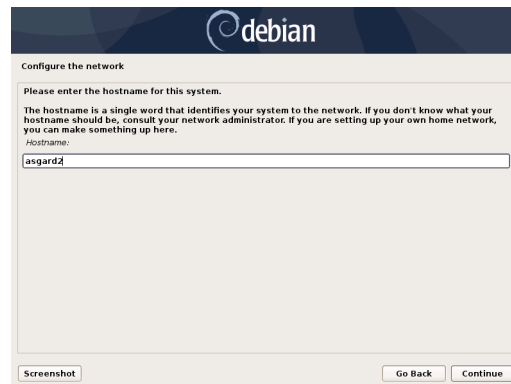 debian
Configure the network
Please enter the hostname for this system.
The hostname is a single word that identifies your system to the network. If you don't know what your
hostname should be, consult your network administrator. If you are setting up your own home network,
you can make something up here.
Hostname:
asgard2
Screenshot
Go Back
Continue